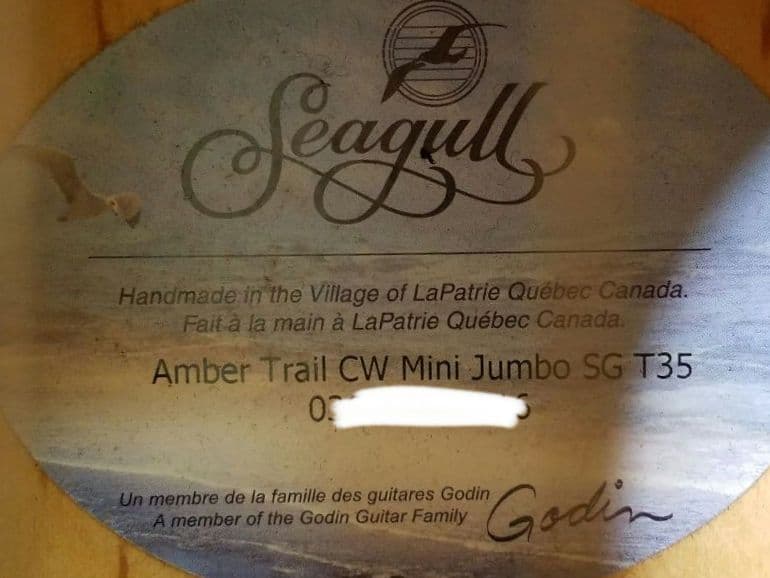 Seagull
Handmade in the Village of LaPatrie Québec Canada.
Fait à la main à LaPatrie Québec Canada.
Amber Trail CW Mini Jumbo SG T35
Un membre de la famille des guitares Godin
A member of the Godin Guitar Family
Godin